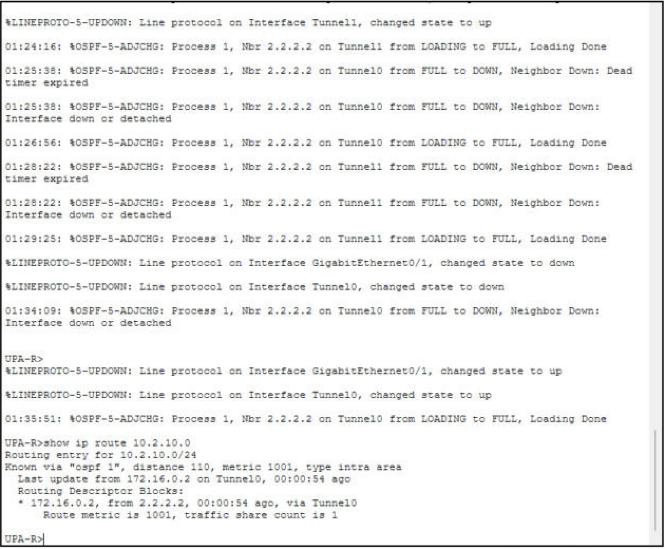 %LINEPROTO-5-UPDOWN: Line protocol on Interface Tunnel1, changed state to up
01:24:16: %OSPF-5-ADJCHG: Process 1, Nbr 2.2.2.2 on Tunnel1 from LOADING to FULL, Loading Done
01:25:38: %OSPF-5-ADJCHG: Process 1, Nbr 2.2.2.2 on Tunnel0 from FULL to DOWN, Neighbor Down: Dead
timer expired
01:25:38: %OSPF-5-ADJCHG: Process 1, Nbr 2.2.2.2 on Tunnel0 from FULL to DOWN, Neighbor Down:
Interface down or detached
01:26:56: %OSPF-5-ADJCHG: Process 1, Nbr 2.2.2.2 on Tunnel0 from LOADING to FULL, Loading Done
01:28:22: %OSPF-5-ADJCHG: Process 1, Nbr 2.2.2.2 on Tunnel1 from FULL to DOWN, Neighbor Down: Dead
timer expired
01:28:22: %OSPF-5-ADJCHG: Process 1, Nbr 2.2.2.2 on Tunnel1 from FULL to DOWN, Neighbor Down:
Interface down or detached
01:29:25: %OSPF-5-ADJCHG: Process 1, Nbr 2.2.2.2 on Tunnel1 from LOADING to FULL, Loading Done
%LINEPROTO-5-UPDOWN: Line protocol on Interface GigabitEthernet0/1, changed state to down
%LINEPROTO-5-UPDOWN: Line protocol on Interface Tunnel0, changed state to down
01:34:09: %OSPF-5-ADJCHG: Process 1, Nbr 2.2.2.2 on Tunnel0 from FULL to DOWN, Neighbor Down:
Interface down or detached
UPA-R>
%LINEPROTO-5-UPDOWN: Line protocol on Interface GigabitEthernet0/1, changed state to up
%LINEPROTO-5-UPDOWN: Line protocol on Interface Tunnel0, changed state to up
01:35:51: %OSPF-5-ADJCHG: Process 1, Nbr 2.2.2.2 on Tunnel0 from LOADING to FULL, Loading Done
UPA-R>show ip route 10.2.10.0
Routing entry for 10.2.10.0/24
Known via "ospf 1", distance 110, metric 1001, type intra area
Last update from 172.16.0.2 on Tunnel0, 00:00:54 ago
Routing Descriptor Blocks:
* 172.16.0.2, from 2.2.2.2, 00:00:54 ago, via Tunnel0
Route metric is 1001, traffic share count is 1
UPA-R>